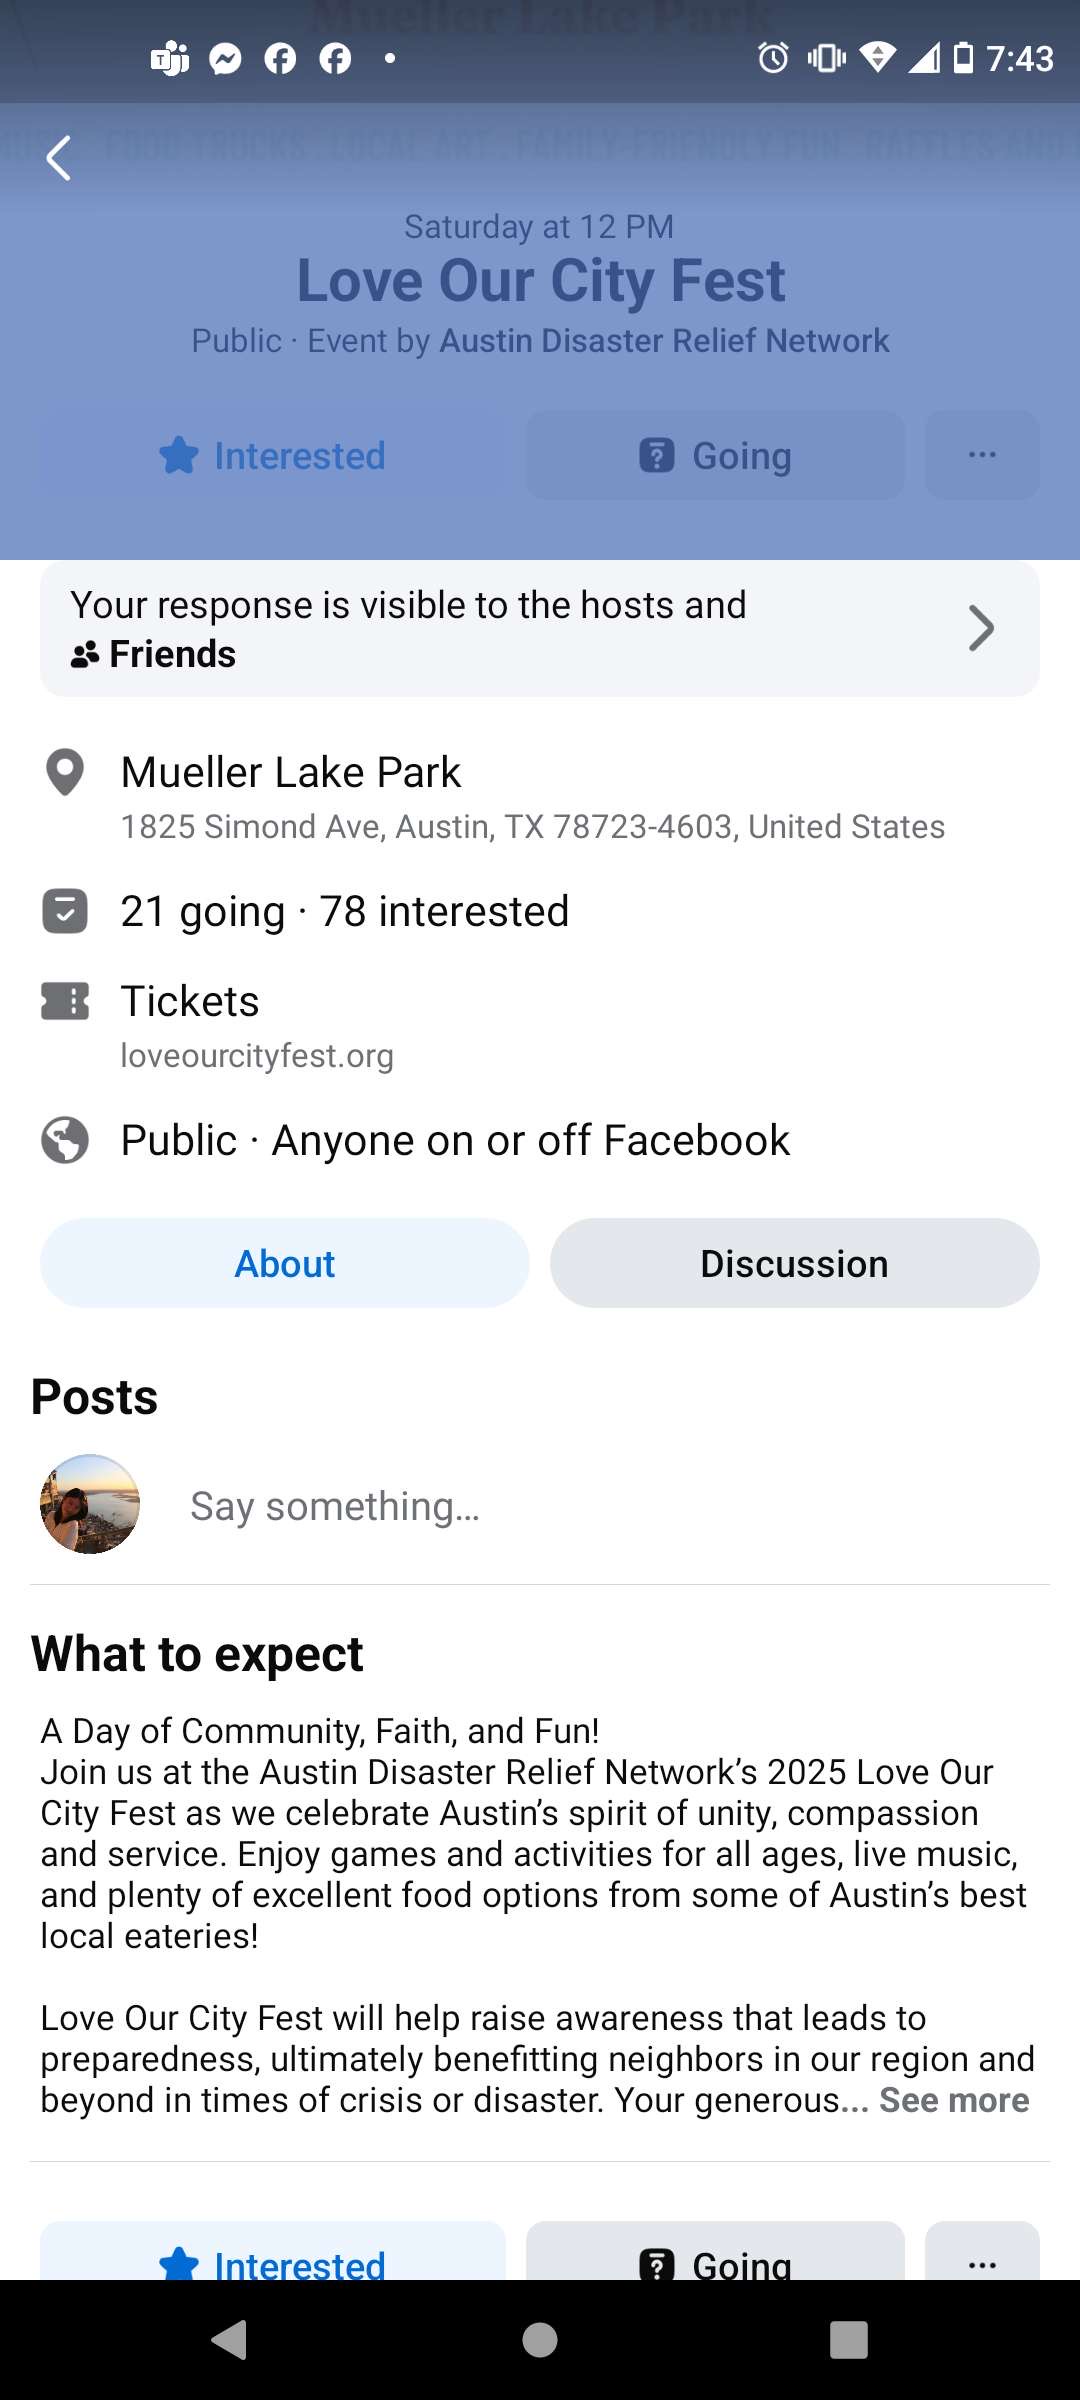 Mueller Lake Park
7:43
MUSIC FOOD TRUCKS LOCAL ART FAMILY-FRIENDLY FUN RAFFLES AND
Saturday at 12 PM
Love Our City Fest
Public · Event by Austin Disaster Relief Network
Interested
Going
Your response is visible to the hosts and
Friends
Mueller Lake Park
1825 Simond Ave, Austin, TX 78723-4603, United States
21 going · 78 interested
Tickets
loveourcityfest.org
Public · Anyone on or off Facebook
About
Discussion
Posts
Say something...
What to expect
A Day of Community, Faith, and Fun!
Join us at the Austin Disaster Relief Network’s 2025 Love Our
City Fest as we celebrate Austin’s spirit of unity, compassion
and service. Enjoy games and activities for all ages, live music,
and plenty of excellent food options from some of Austin’s best
local eateries!
Love Our City Fest will help raise awareness that leads to
preparedness, ultimately benefitting neighbors in our region and
beyond in times of crisis or disaster. Your generous... See more
Interested
Going